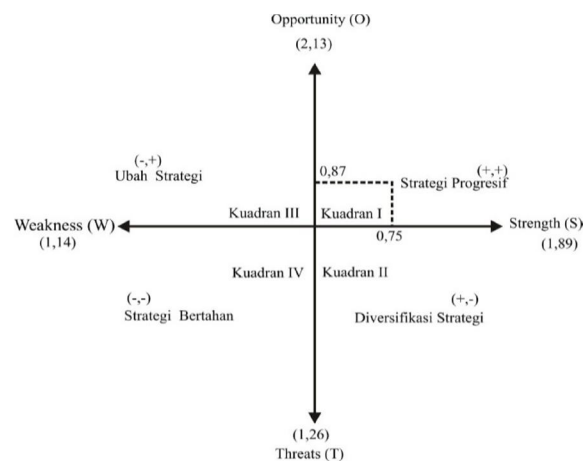 Opportunity (O)
(2,13)
(-,+)
Ubah Strategi
0,87
(+,+)
Strategi Progresif
Kuadran III
Kuadran I
Weakness (W)
(1,14)
0,75
Strength (S)
(1,89)
Kuadran IV
Kuadran II
(-,-)
Strategi Bertahan
(+,-)
Diversifikasi Strategi
(1,26)
Threats (T)